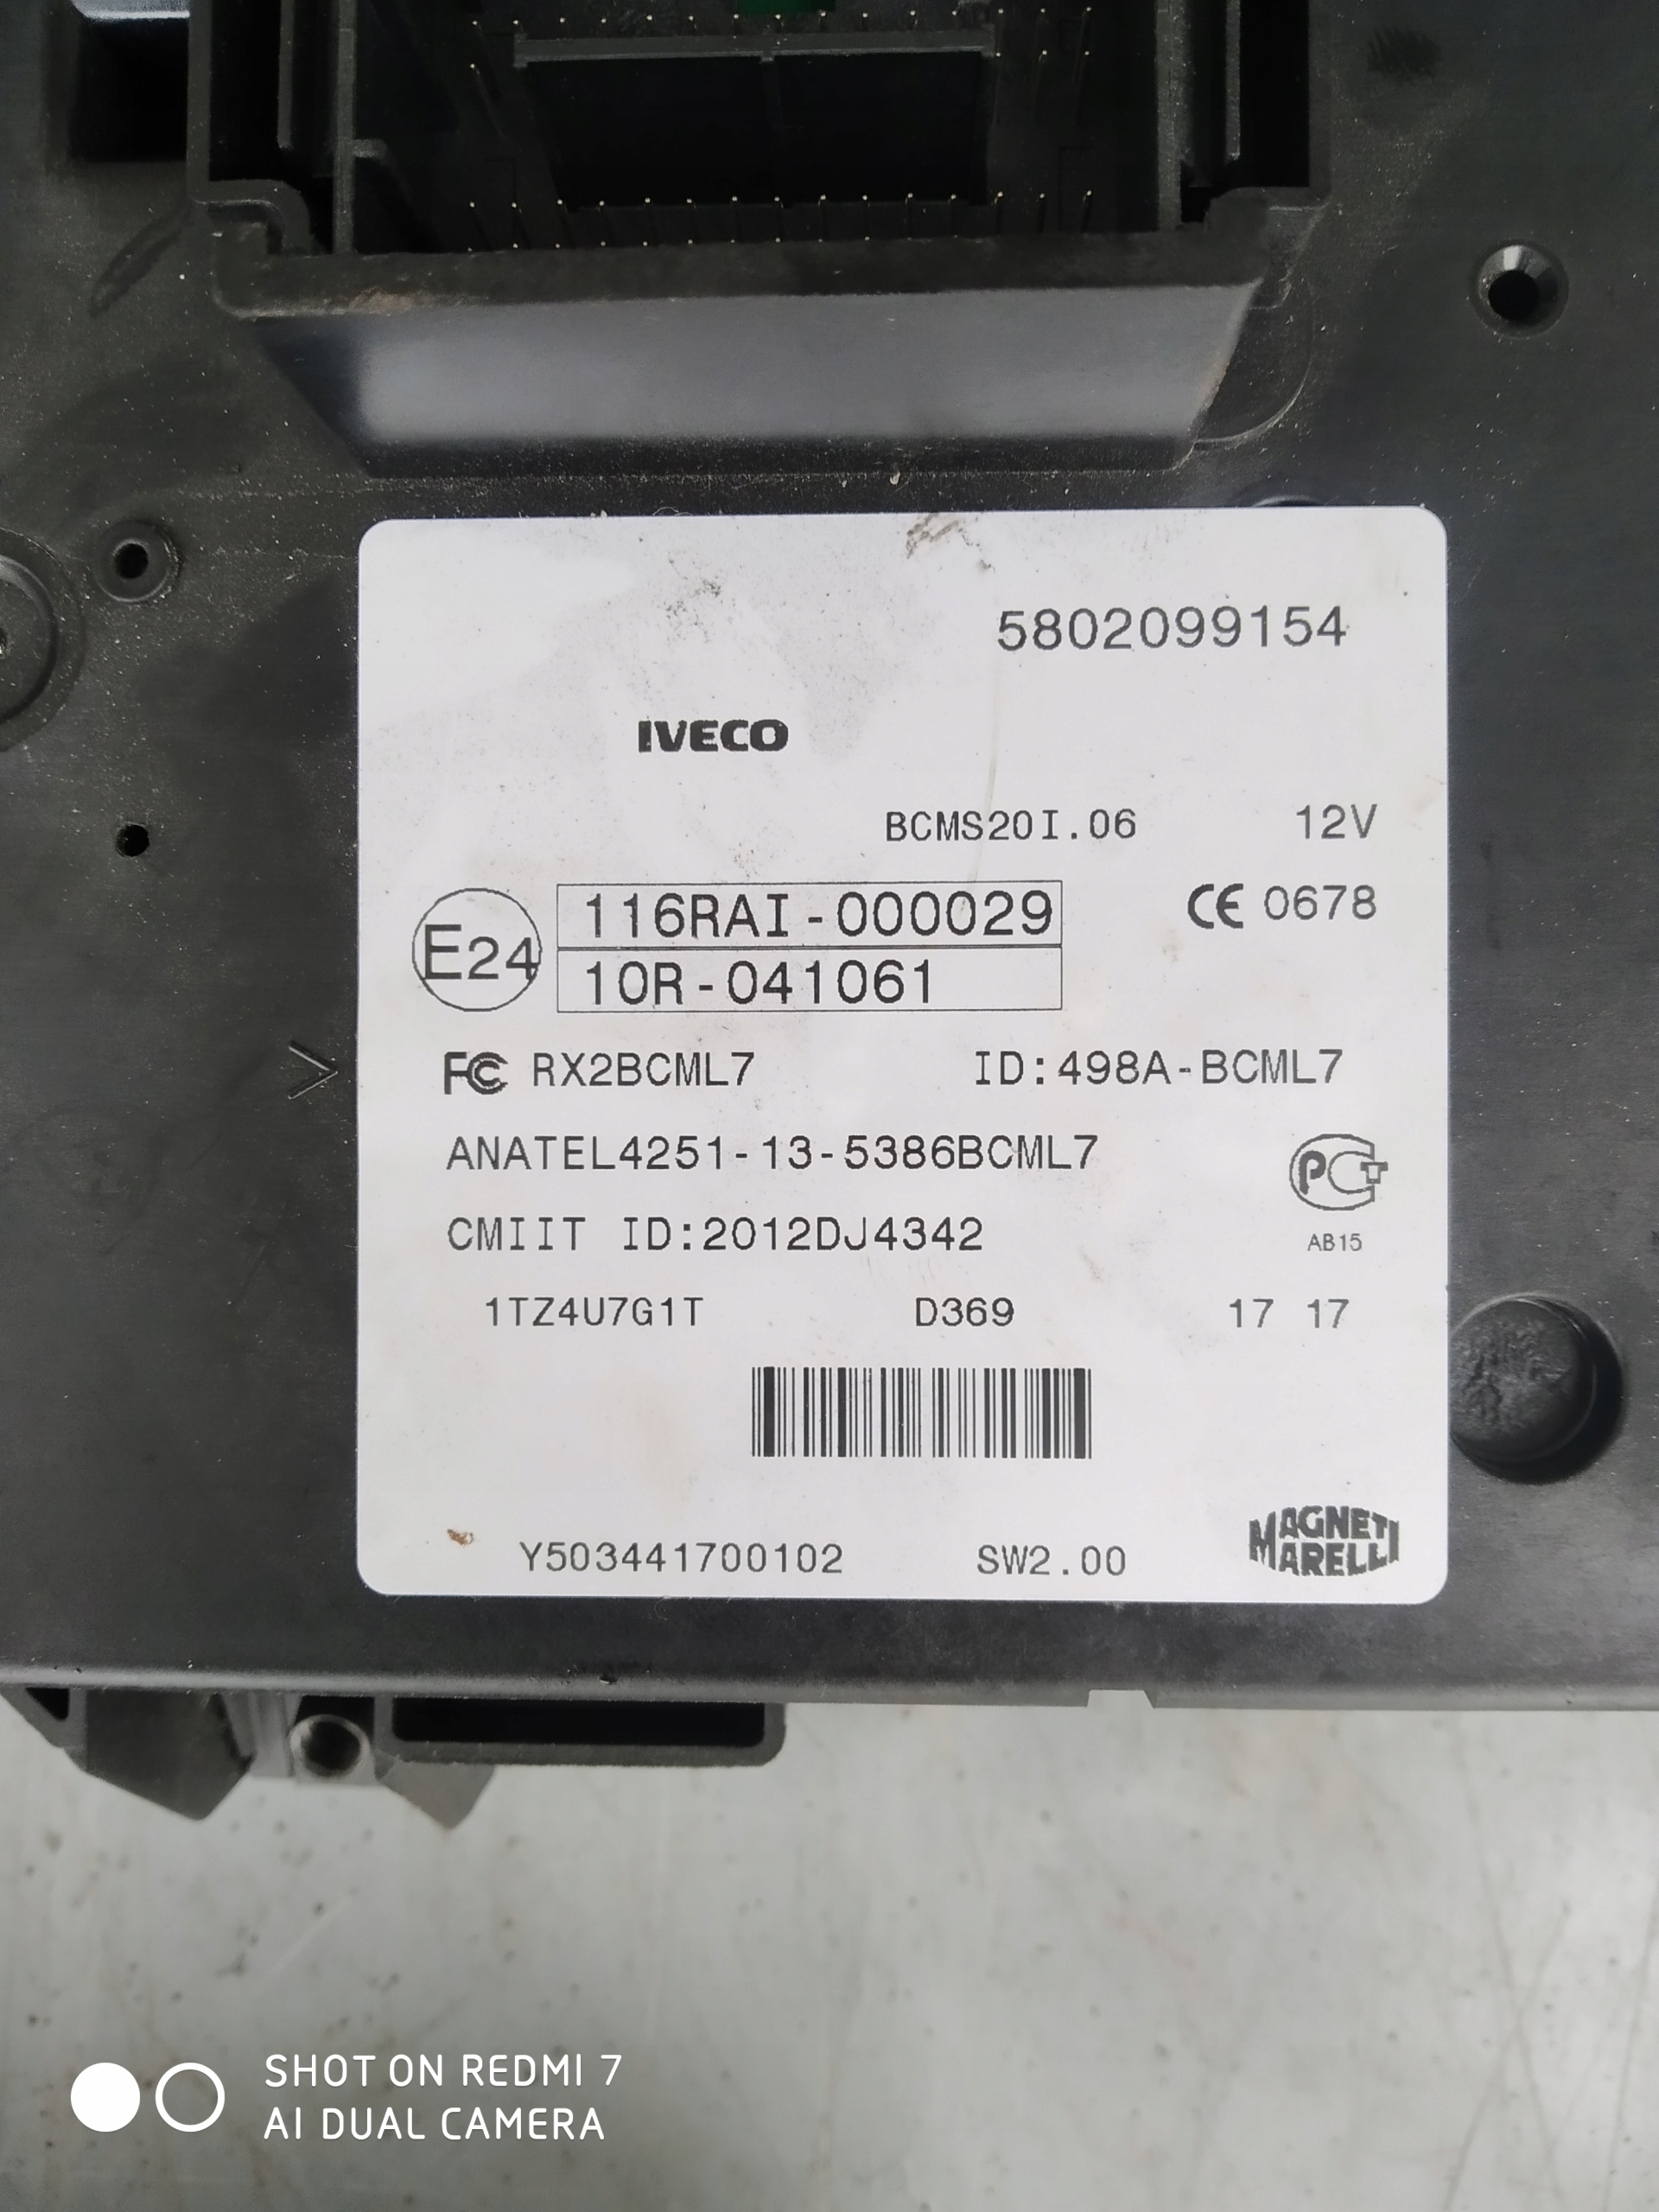 5802099154
IVECO
BCMS20I.06 12V
E24 116RAI-000029 CE 0678
10R-041061
FC RX2BCML7 ID:498A-BCML7
ANATEL4251-13-5386BCML7
CMIIT ID:2012DJ4342
PCT
AB15
1TZ4U7G1T D369 17 17
Y503441700102 SW2.00
MAGNETI
MARELLI
SHOT ON REDMI 7
AI DUAL CAMERA